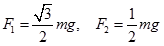 F₁ = √3/2 mg, F₂ = 1/2 mg